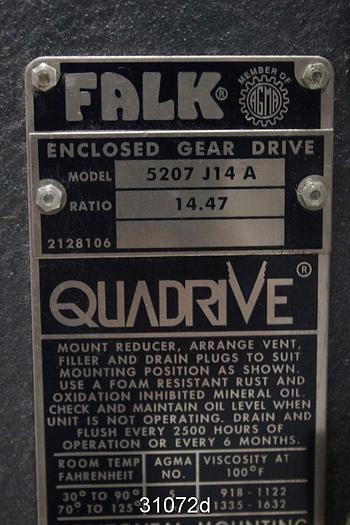 FALK®
MEMBER OF
AGMA
ENCLOSED GEAR DRIVE
MODEL 5207 J14 A
RATIO 14.47
2128106
QUADRIVE®
MOUNT REDUCER, ARRANGE VENT,
FILLER AND DRAIN PLUGS TO SUIT
MOUNTING POSITION AS SHOWN.
USE A FOAM RESISTANT RUST AND
OXIDATION INHIBITED MINERAL OIL.
CHECK AND MAINTAIN OIL LEVEL WHEN
UNIT IS NOT OPERATING. DRAIN AND
FLUSH EVERY 2500 HOURS OF
OPERATION OR EVERY 6 MONTHS.
ROOM TEMP AGMA VISCOSITY AT
FAHRENHEIT NO. 100°F
30° TO 90° 5 918 - 1122
70° TO 125° 1335 - 1632
31072d
MOUNTING